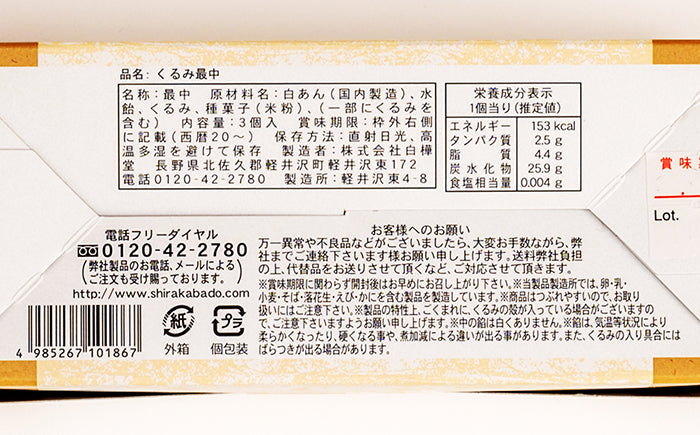 品名：くるみ最中
名称：最中　原材料名：白あん（国内製造）、水
飴、くるみ、種菓子（米粉）、（一部にくるみを
含む）　内容量：3個入　賞味期限：枠外右側
に記載（西暦20～）　保存方法：直射日光、高
温多湿を避けて保存　製造者：株式会社白樺
堂　長野県北佐久郡軽井沢町軽井沢東172
電話0120-42-2780　製造所：軽井沢東4-8
栄養成分表示
1個当り（推定値）
エネルギー 153 kcal
タンパク質 2.5 g
脂質 4.4 g
炭水化物 25.9 g
食塩相当量 0.004 g
賞味
Lot.
電話フリーダイヤル
0120-42-2780
（弊社製品のお電話、メールによる
ご注文も受け賜っております。）
http://www.shirakabado.com/
4 985267 101867
紙
外箱
プラ
個包装
お客様へのお願い
万一異常や不良品などがございましたら、大変お手数ながら、弊
社までご連絡下さいます様お願い申し上げます。送料弊社負担
の上、代替品をお送りさせて頂くなど、ご対応させて頂きます。
※賞味期限に関わらず開封後はお早めにお召し上がり下さい。※当製品製造所では、卵・乳・
小麦・そば・落花生・えび・かにを含む製品を製造しています。※商品はつぶれやすいので、お取り
扱いにはご注意下さい。※製品の特性上、ごくまれに、くるみの殻が入っている場合がございますの
で、ご注意下さいますようお願い申し上げます。※中の餡は白くありません。※餡は、気温等状況により
柔らかくなったり、硬くなる事や、煮加減による違いが出る事があります。また、くるみの入り具合には
ばらつきが出る場合があります。